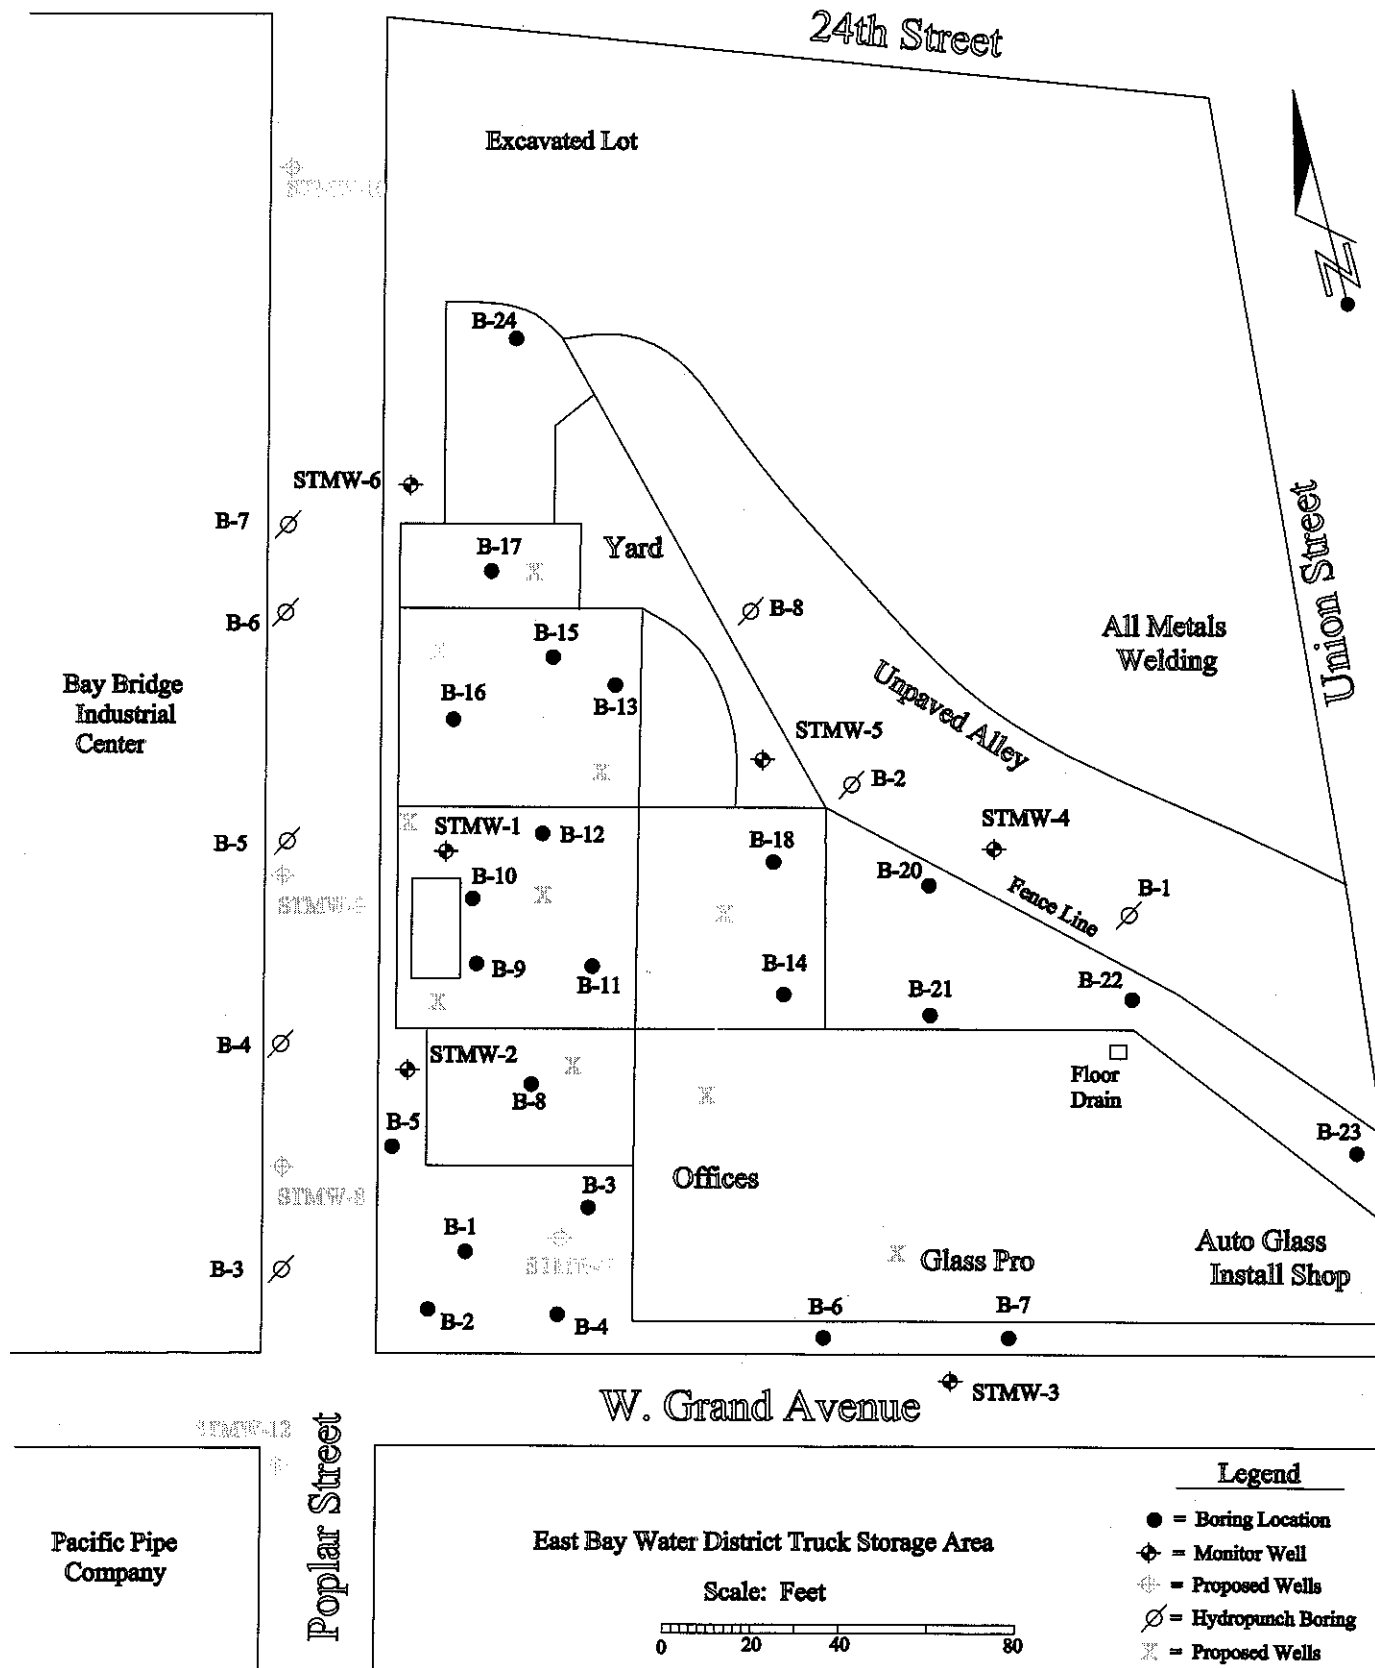 24th Street
Excavated Lot
STMW-10
N
B-24
STMW-6
B-7
B-17
Yard
Union Street
B-6
B-8
B-15
All Metals
Welding
Bay Bridge
Industrial
Center
B-16
B-13
Unpaved Alley
STMW-5
B-2
STMW-1
B-12
STMW-4
B-5
B-18
B-20
B-10
Fence Line
B-1
B-9
B-11
B-14
B-21
B-22
B-4
STMW-2
B-8
Floor
Drain
B-5
B-23
STMW-8
Offices
B-3
B-1
Auto Glass
Install Shop
B-3
Glass Pro
B-2
B-4
B-6
B-7
STMW-3
W. Grand Avenue
STMW-12
Poplar Street
Pacific Pipe
Company
East Bay Water District Truck Storage Area
Scale: Feet
0 20 40 80
Legend
= Boring Location
= Monitor Well
= Proposed Wells
= Hydropunch Boring
= Proposed Wells